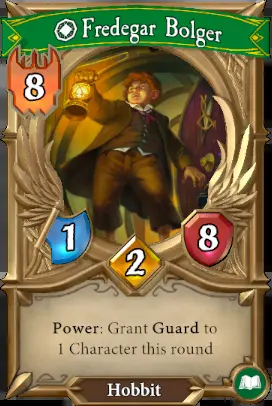 Fredegar Bolger
8
1
2
8
Power: Grant Guard to
1 Character this round
Hobbit